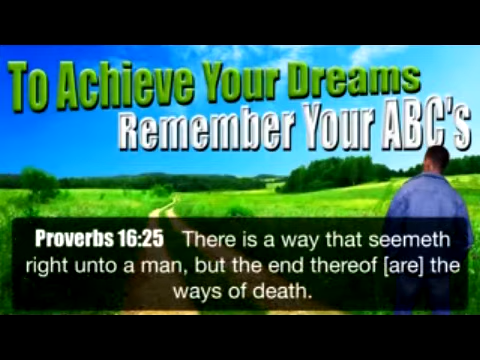 To Achieve Your Dreams
Remember Your ABC's
Proverbs 16:25 There is a way that seemeth
right unto a man, but the end thereof [are] the
ways of death.